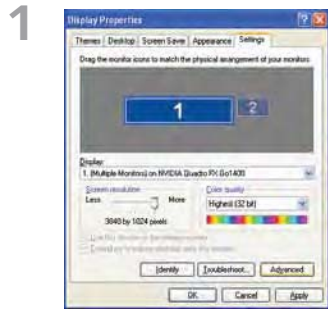 1
Display Properties
Themes Desktop Screen Saver Appearance Settings
Drag the monitor icons to match the physical arrangement of your monitors.
1 2
Display:
1. (Multiple Monitors) on NVIDIA Quadro FX Go1400
Screen resolution Color quality
Less More Highest (32 bit)
3840 by 1024 pixels
Identify Troubleshoot... Advanced
OK Cancel Apply